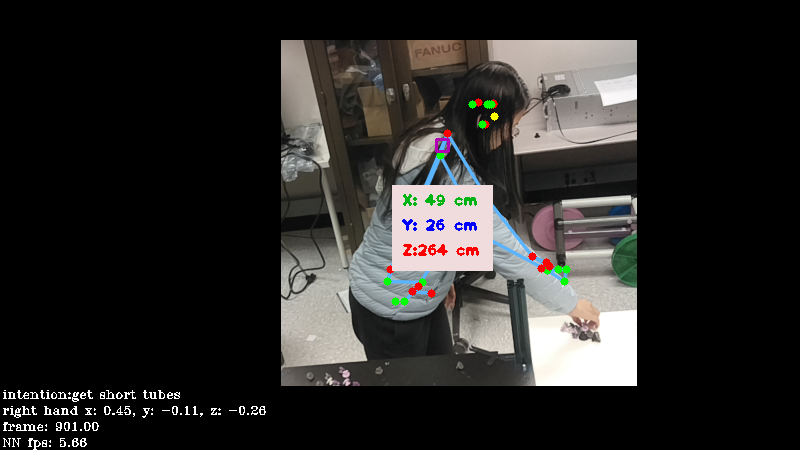 FANUC
X: 49 cm
Y: 26 cm
Z:264 cm
intention:get short tubes
right hand x: 0.45, y: -0.11, z: -0.26
frame: 901.00
NN fps: 5.66